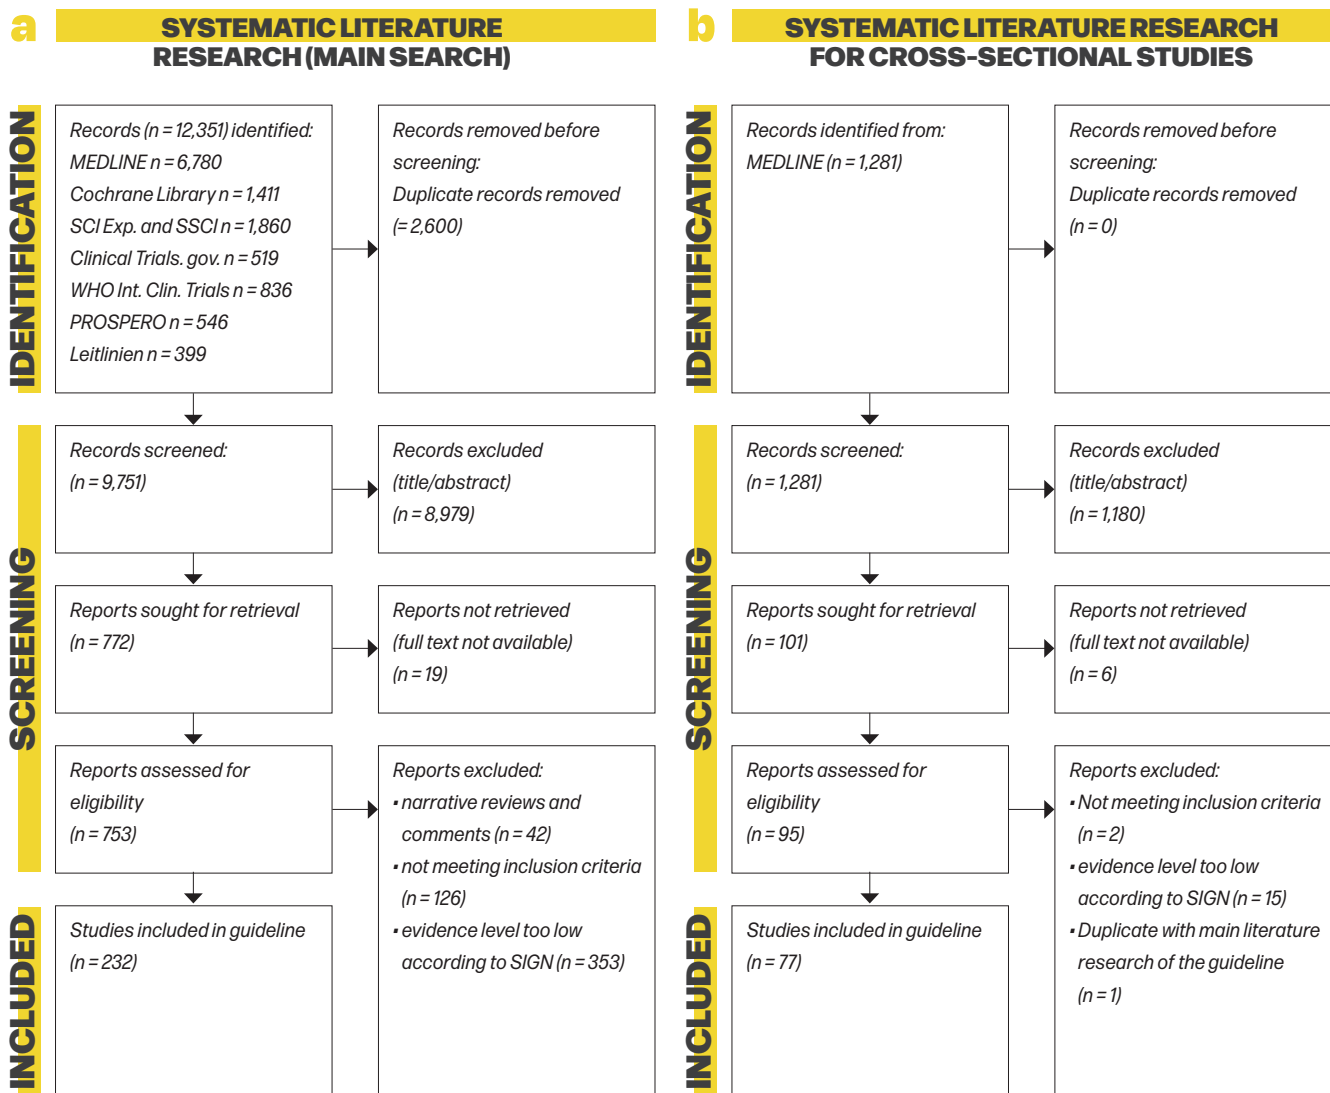 a
SYSTEMATIC LITERATURE
RESEARCH (MAIN SEARCH)
IDENTIFICATION
Records (n = 12,351) identified:
MEDLINE n = 6,780
Cochrane Library n = 1,411
SCI Exp. and SSCI n = 1,860
Clinical Trials. gov. n = 519
WHO Int. Clin. Trials n = 836
PROSPERO n = 546
Leitlinien n = 399
Records removed before
screening:
Duplicate records removed
(= 2,600)
SCREENING
Records screened:
(n = 9,751)
Records excluded
(title/abstract)
(n = 8,979)
Reports sought for retrieval
(n = 772)
Reports not retrieved
(full text not available)
(n = 19)
Reports assessed for
eligibility
(n = 753)
Reports excluded:
▪ narrative reviews and
comments (n = 42)
▪ not meeting inclusion criteria
(n = 126)
▪ evidence level too low
according to SIGN (n = 353)
INCLUDED
Studies included in guideline
(n = 232)
b
SYSTEMATIC LITERATURE RESEARCH
FOR CROSS-SECTIONAL STUDIES
IDENTIFICATION
Records identified from:
MEDLINE (n = 1,281)
Records removed before
screening:
Duplicate records removed
(n = 0)
SCREENING
Records screened:
(n = 1,281)
Records excluded
(title/abstract)
(n = 1,180)
Reports sought for retrieval
(n = 101)
Reports not retrieved
(full text not available)
(n = 6)
Reports assessed for
eligibility
(n = 95)
Reports excluded:
▪ Not meeting inclusion criteria
(n = 2)
▪ evidence level too low
according to SIGN (n = 15)
▪ Duplicate with main literature
research of the guideline
(n = 1)
INCLUDED
Studies included in guideline
(n = 77)